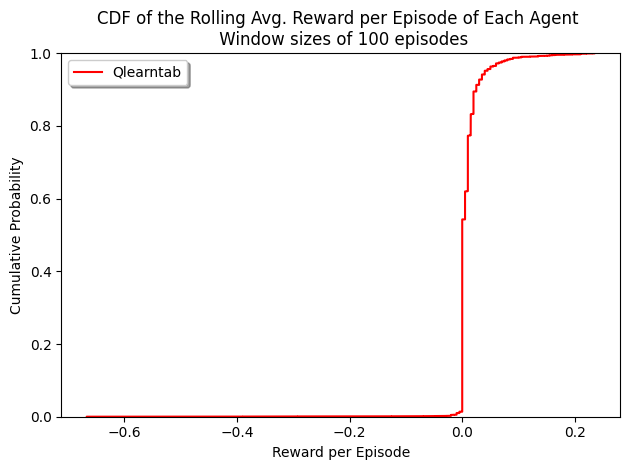 CDF of the Rolling Avg. Reward per Episode of Each Agent
Window sizes of 100 episodes
Qlearntab
Cumulative Probability
1.0
0.8
0.6
0.4
0.2
0.0
−0.6 −0.4 −0.2 0.0 0.2
Reward per Episode